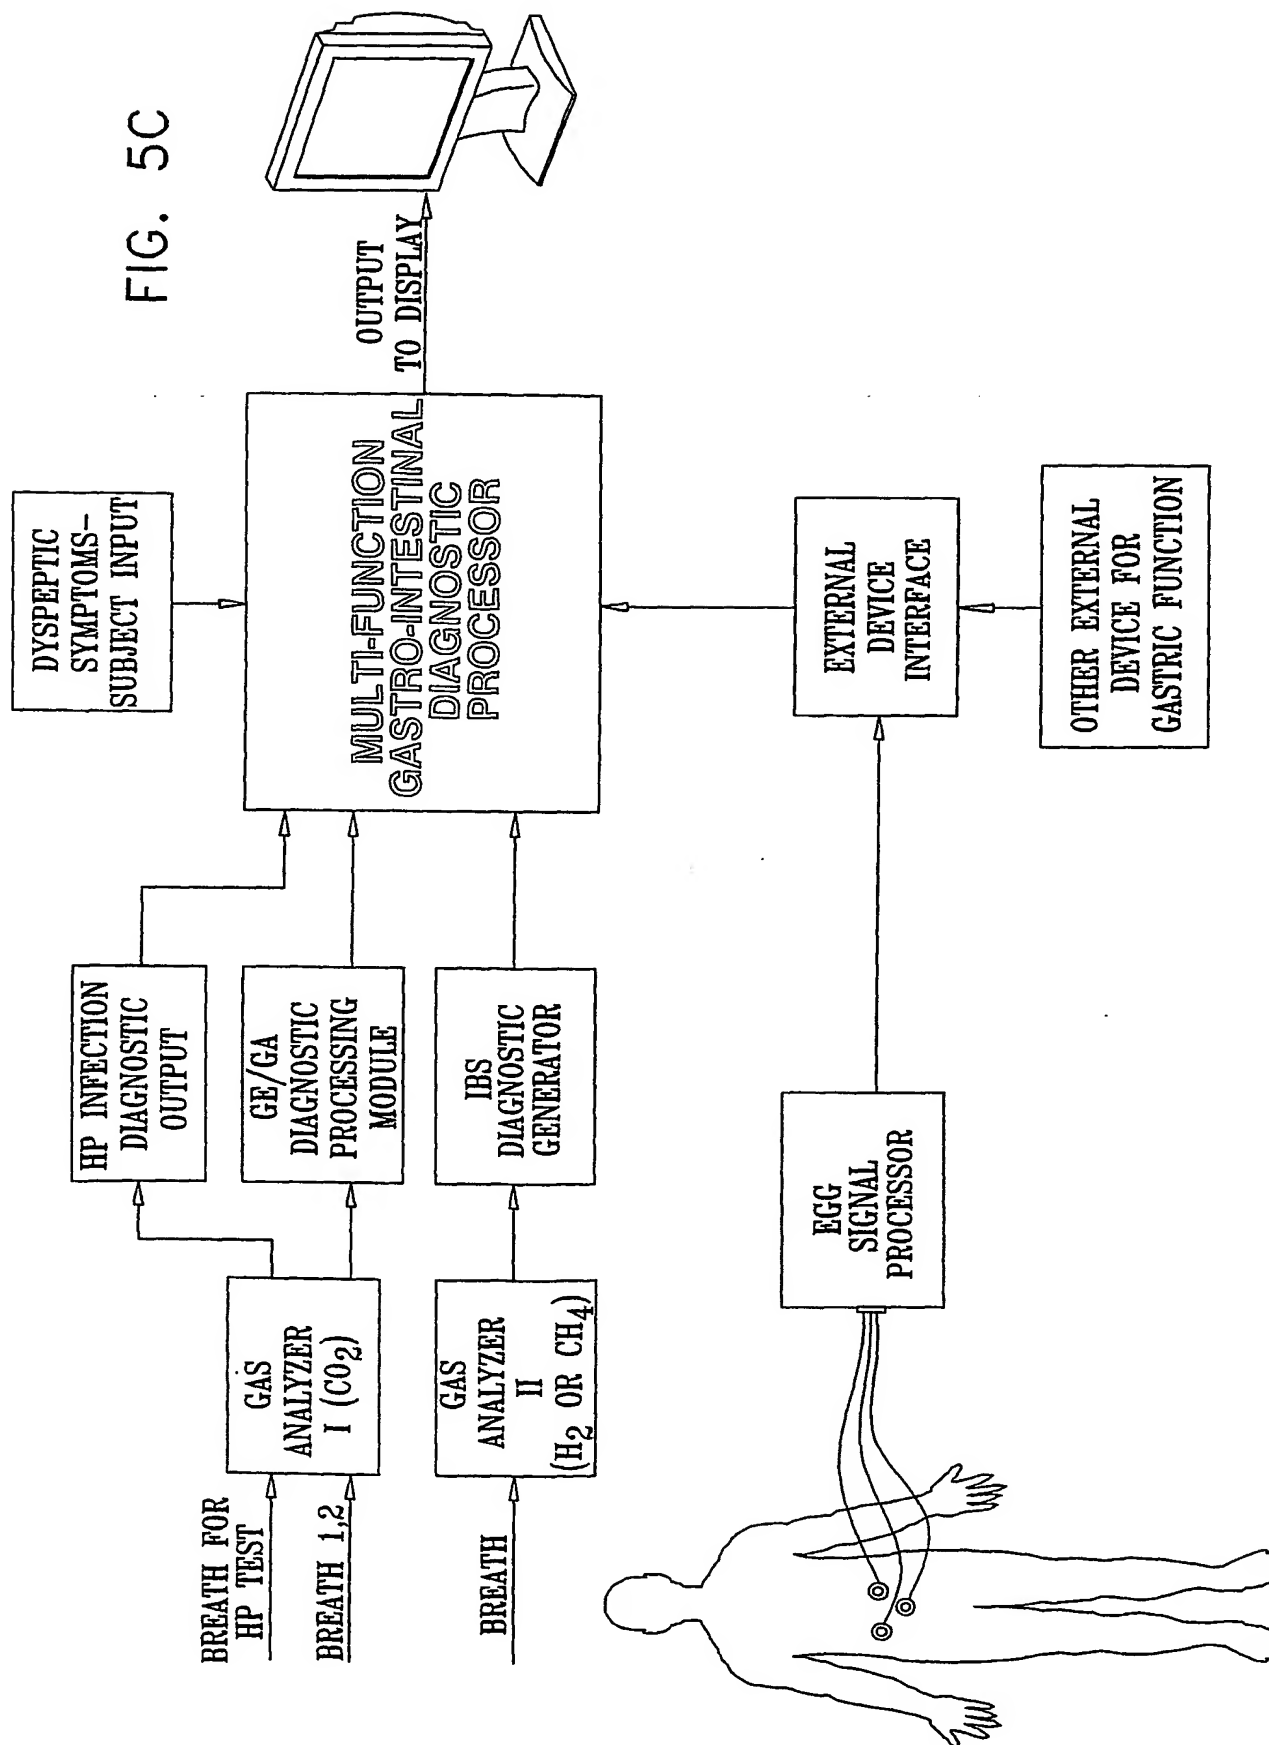 FIG. 5C
DYSPEPTIC
SYMPTOMS-
SUBJECT INPUT
BREATH FOR
HP TEST
BREATH 1,2
GAS
ANALYZER
I (CO2)
HP INFECTION
DIAGNOSTIC
OUTPUT
GE/GA
DIAGNOSTIC
PROCESSING
MODULE
BREATH
GAS
ANALYZER
II
(H2 OR CH4)
IBS
DIAGNOSTIC
GENERATOR
MULTI-FUNCTION
GASTRO-INTESTINAL
DIAGNOSTIC
PROCESSOR
OUTPUT
TO DISPLAY
EGG
SIGNAL
PROCESSOR
EXTERNAL
DEVICE
INTERFACE
OTHER EXTERNAL
DEVICE FOR
GASTRIC FUNCTION